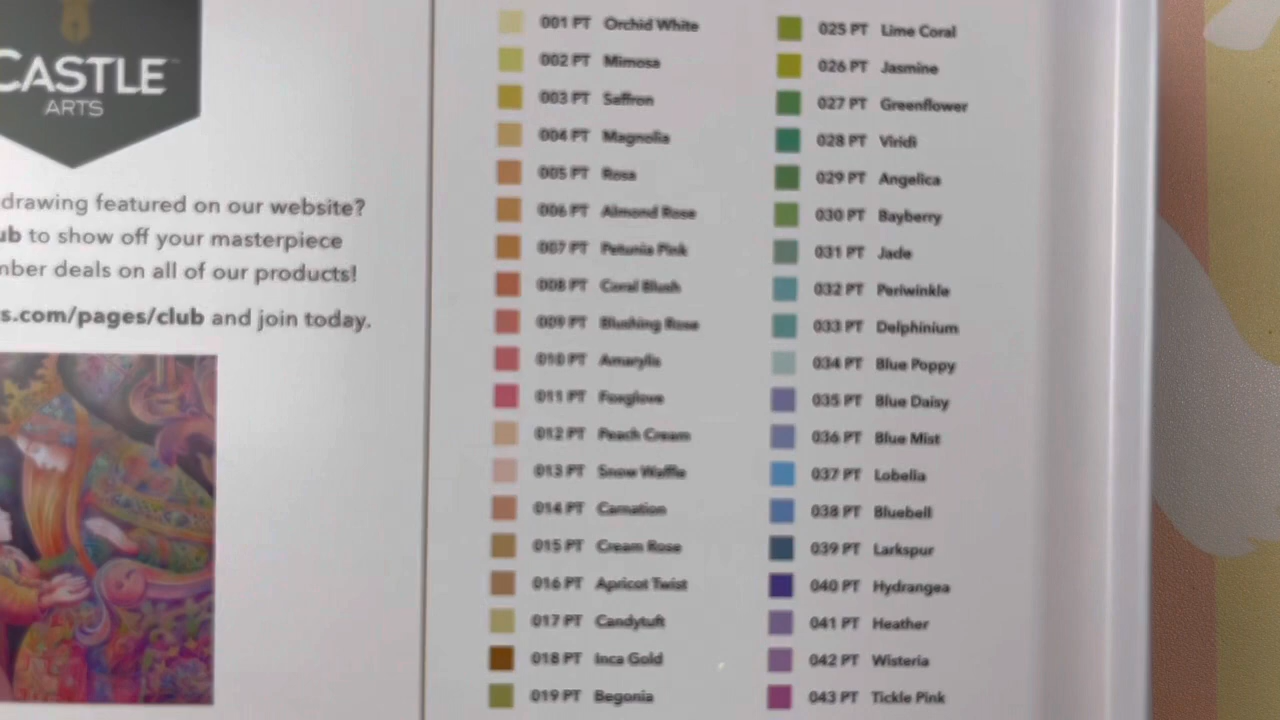 CASTLE
ARTS
drawing featured on our website?
ub to show off your masterpiece
mber deals on all of our products!
s.com/pages/club and join today.
001 PT Orchid White
002 PT Mimosa
003 PT Saffron
004 PT Magnolia
005 PT Rosa
006 PT Almond Rose
007 PT Petunia Pink
008 PT Coral Blush
009 PT Blushing Rose
010 PT Amaryllis
011 PT Foxglove
012 PT Peach Cream
013 PT Snow Waffle
014 PT Carnation
015 PT Cream Rose
016 PT Apricot Twist
017 PT Candytuft
018 PT Inca Gold
019 PT Begonia
025 PT Lime Coral
026 PT Jasmine
027 PT Greenflower
028 PT Viridi
029 PT Angelica
030 PT Bayberry
031 PT Jade
032 PT Periwinkle
033 PT Delphinium
034 PT Blue Poppy
035 PT Blue Daisy
036 PT Blue Mist
037 PT Lobelia
038 PT Bluebell
039 PT Larkspur
040 PT Hydrangea
041 PT Heather
042 PT Wisteria
043 PT Tickle Pink